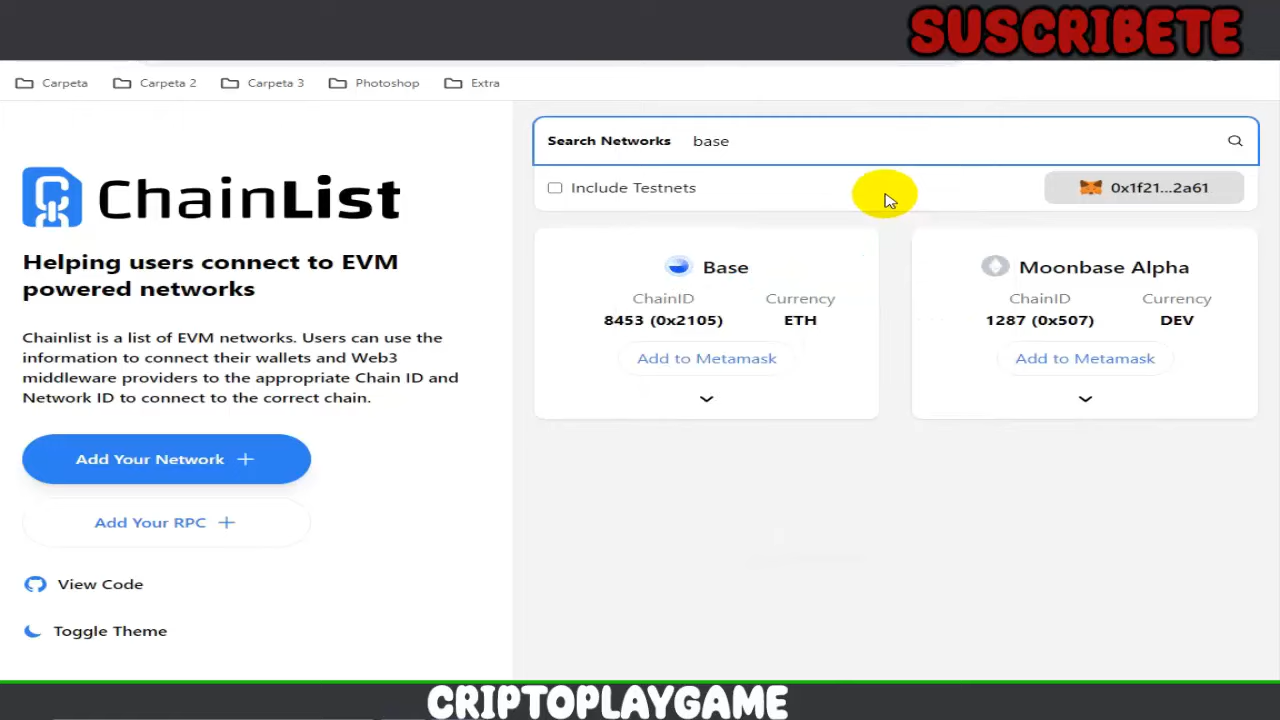 SUSCRIBETE
Carpeta Carpeta 2 Carpeta 3 Photoshop Extra
ChainList
Helping users connect to EVM
powered networks
Chainlist is a list of EVM networks. Users can use the
information to connect their wallets and Web3
middleware providers to the appropriate Chain ID and
Network ID to connect to the correct chain.
Add Your Network
Add Your RPC
View Code
Toggle Theme
Search Networks base
Include Testnets 0x1f21...2a61
Base
ChainID Currency
8453 (0x2105) ETH
Add to Metamask
Moonbase Alpha
ChainID Currency
1287 (0x507) DEV
Add to Metamask
CRIPTOPLAYGAME